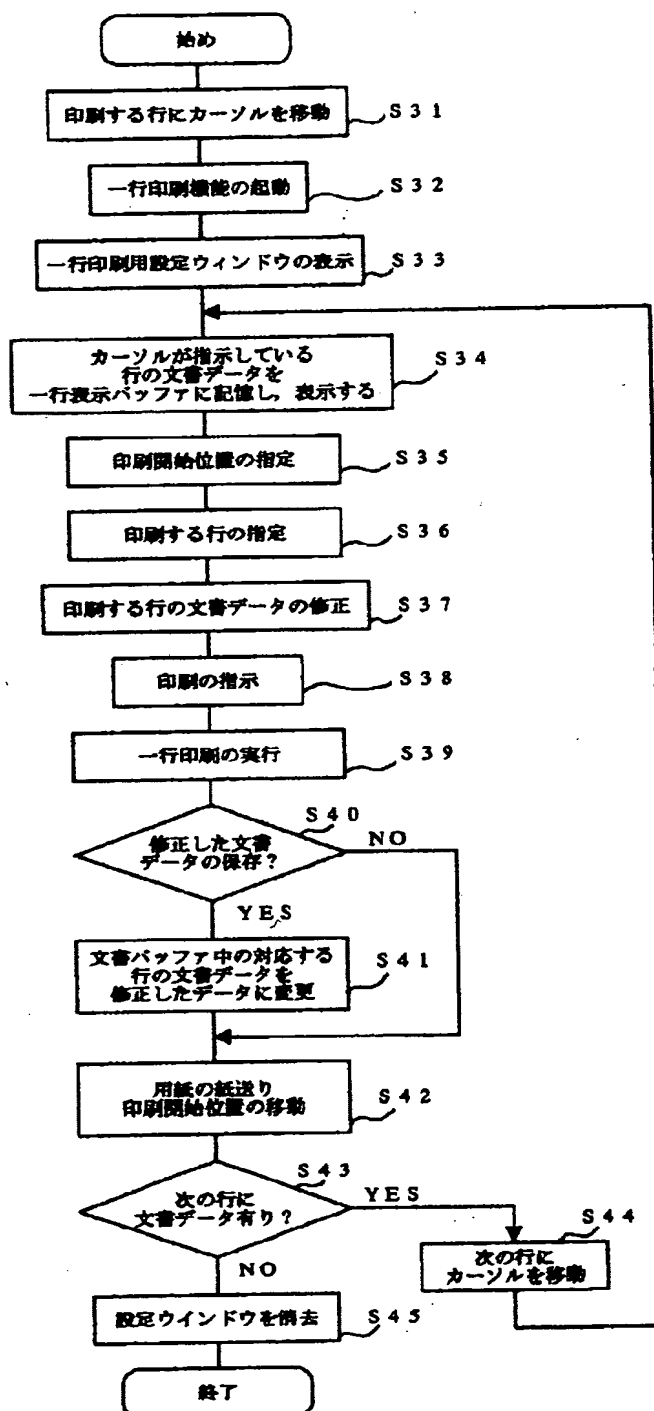 始め
印刷する行にカーソルを移動
S31
一行印刷機能の起動
S32
一行印刷用設定ウィンドウの表示
S33
カーソルが指示している
行の文書データを
一行表示バッファに記憶し，表示する
S34
印刷開始位置の指定
S35
印刷する行の指定
S36
印刷する行の文書データの修正
S37
印刷の指示
S38
一行印刷の実行
S39
S40
修正した文書
データの保存？
NO
YES
文書バッファ中の対応する
行の文書データを
修正したデータに変更
S41
用紙の紙送り
印刷開始位置の移動
S42
S43
次の行に
文書データ有り？
YES
S44
次の行に
カーソルを移動
NO
設定ウインドウを消去
S45
終了